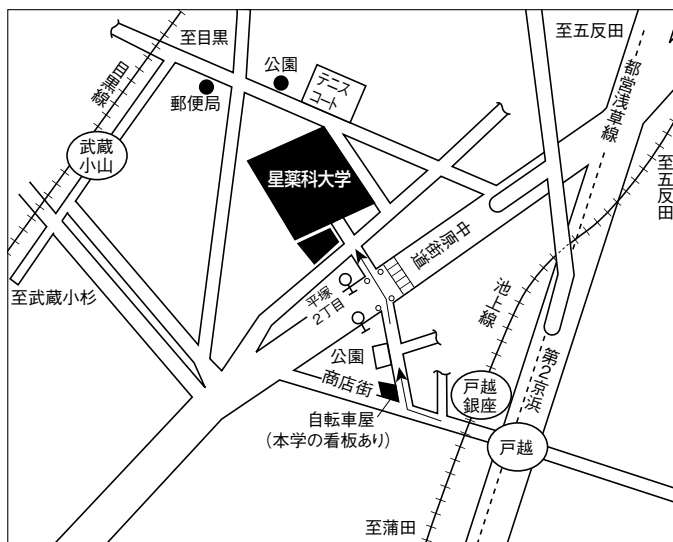 至目黒
公園
至五反田
テニス
コート
目黒線
郵便局
都営浅草線
武蔵
小山
星薬科大学
至五反田
中原街道
至武蔵小杉
平塚
2丁目
池上線
公園
第2京浜
商店街
戸越
銀座
自転車屋
(本学の看板あり)
戸越
至蒲田